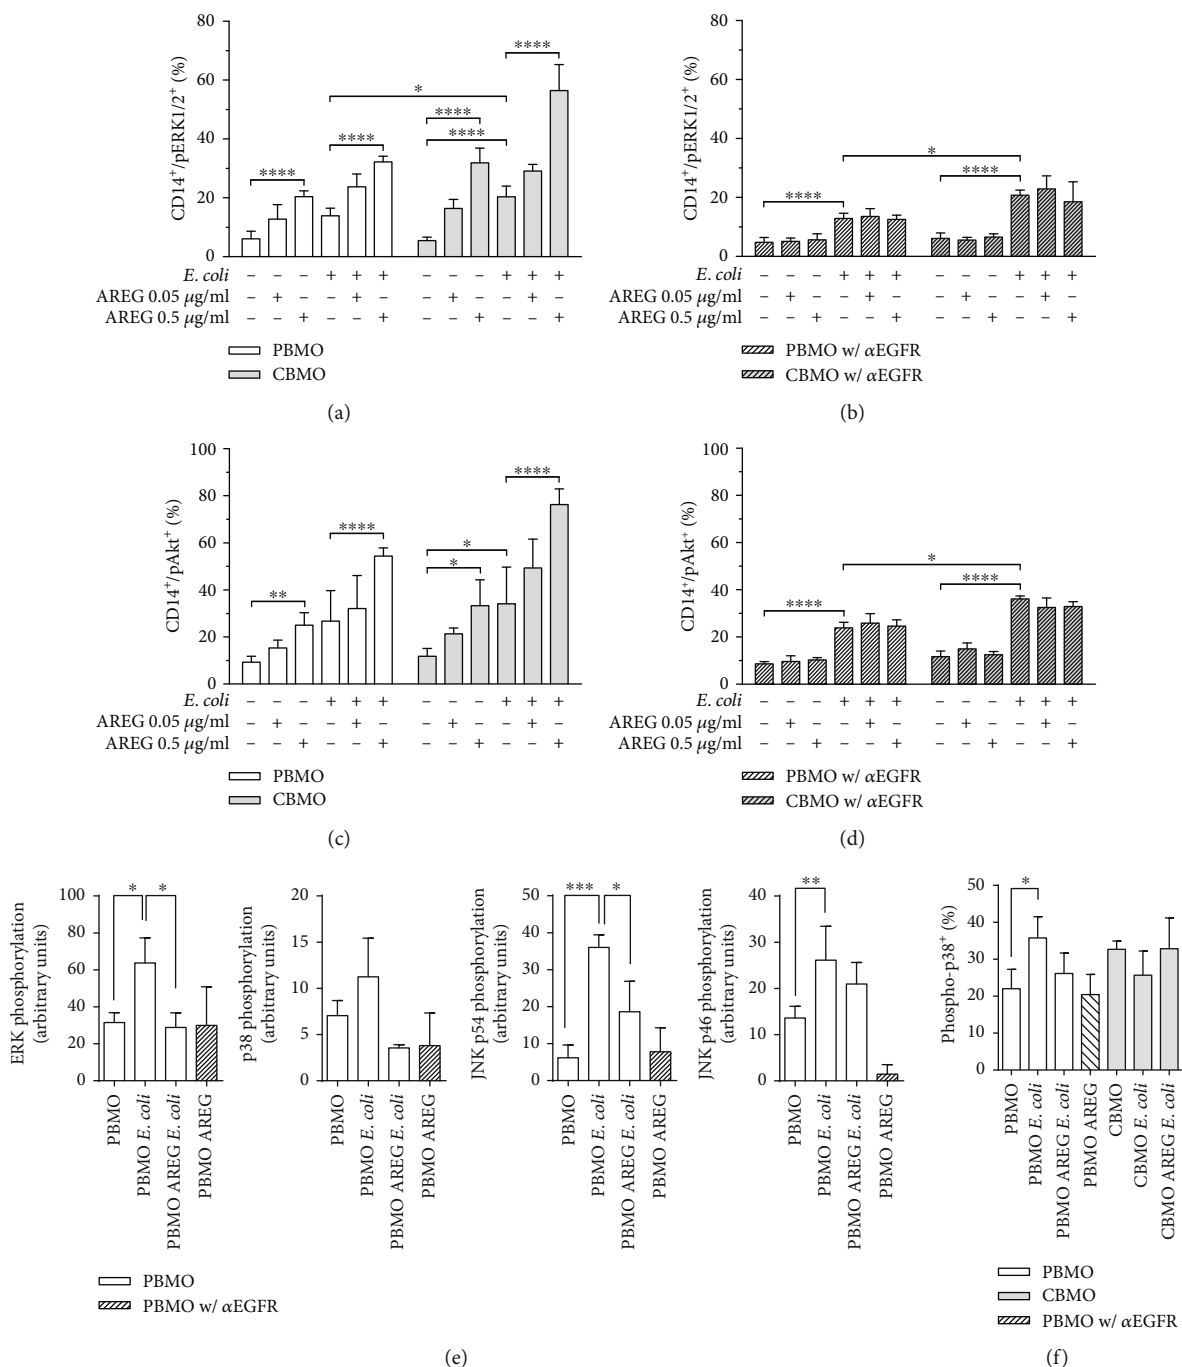 80
60
40
20
0
CD14+/pERK1/2+ (%)
****
****
*
****
****
****
E. coli − − − + + + − − − + + +
AREG 0.05 μg/ml − + − − + − − + − − + −
AREG 0.5 μg/ml − − + − − + − − + − − +
PBMO
CBMO
(a)
80
60
40
20
0
CD14+/pERK1/2+ (%)
****
*
****
E. coli − − − + + + − − − + + +
AREG 0.05 μg/ml − + − − + − − + − − + −
AREG 0.5 μg/ml − − + − − + − − + − − +
PBMO w/ αEGFR
CBMO w/ αEGFR
(b)
100
80
60
40
20
0
CD14+/pAkt+ (%)
**
****
*
*
****
E. coli − − − + + + − − − + + +
AREG 0.05 μg/ml − + − − + − − + − − + −
AREG 0.5 μg/ml − − + − − + − − + − − +
PBMO
CBMO
(c)
100
80
60
40
20
0
CD14+/pAkt+ (%)
****
*
****
E. coli − − − + + + − − − + + +
AREG 0.05 μg/ml − + − − + − − + − − + −
AREG 0.5 μg/ml − − + − − + − − + − − +
PBMO w/ αEGFR
CBMO w/ αEGFR
(d)
ERK phosphorylation
(arbitrary units)
100
80
60
40
20
0
* *
PBMO
PBMO E. coli
PBMO AREG E. coli
PBMO AREG
p38 phosphorylation
(arbitrary units)
20
15
10
5
0
PBMO
PBMO E. coli
PBMO AREG E. coli
PBMO AREG
JNK p54 phosphorylation
(arbitrary units)
50
40
30
20
10
0
*** *
PBMO
PBMO E. coli
PBMO AREG E. coli
PBMO AREG
JNK p46 phosphorylation
(arbitrary units)
40
30
20
10
0
**
PBMO
PBMO E. coli
PBMO AREG E. coli
PBMO AREG
PBMO
PBMO w/ αEGFR
(e)
Phospho-p38+ (%)
50
40
30
20
10
0
*
PBMO
PBMO E. coli
PBMO AREG E. coli
PBMO AREG
CBMO
CBMO E. coli
CBMO AREG E. coli
PBMO
CBMO
PBMO w/ αEGFR
(f)